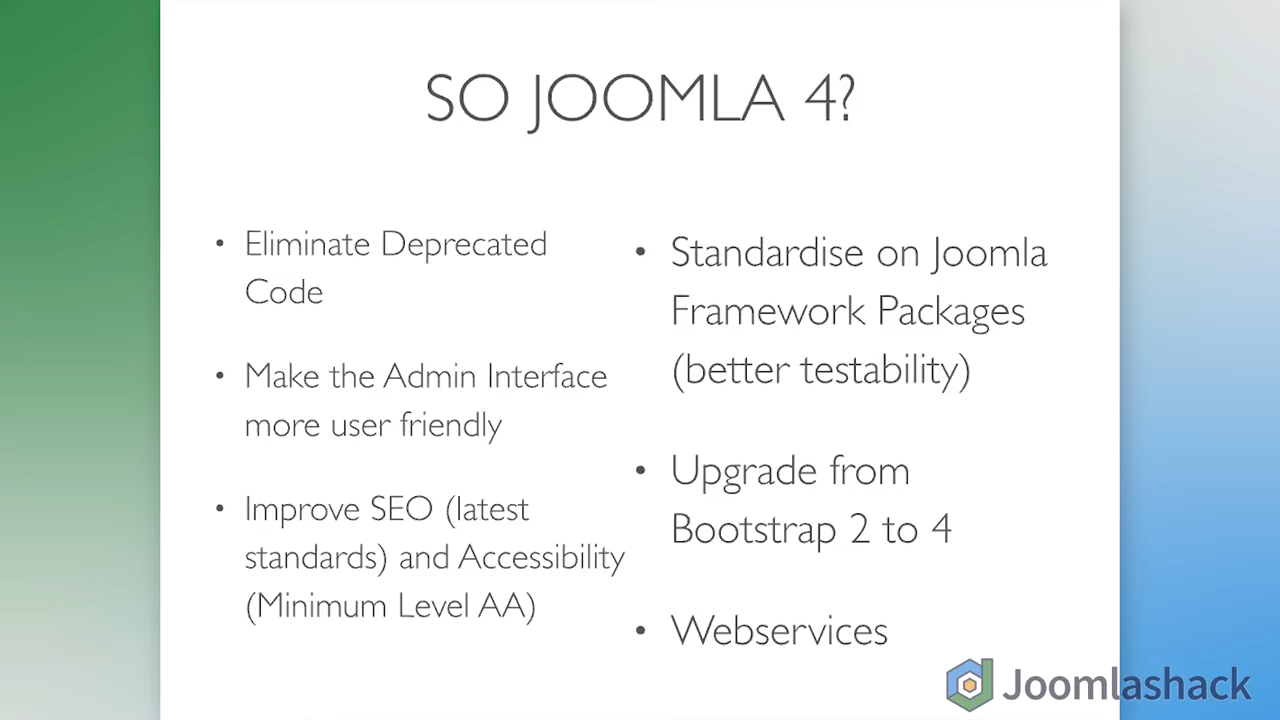 SO JOOMLA 4?
• Eliminate Deprecated
Code
• Make the Admin Interface
more user friendly
• Improve SEO (latest
standards) and Accessibility
(Minimum Level AA)
• Standardise on Joomla
Framework Packages
(better testability)
• Upgrade from
Bootstrap 2 to 4
• Webservices
Joomlashack